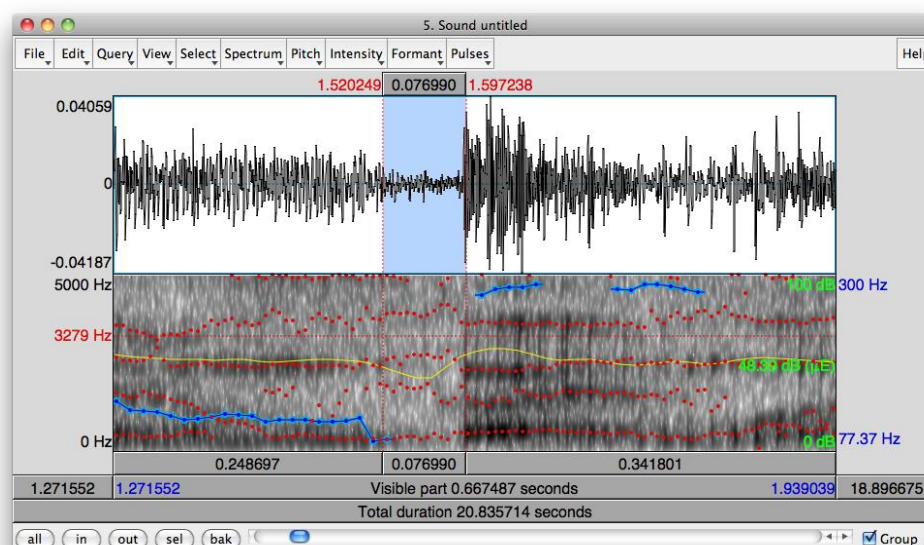 5. Sound untitled
File Edit Query View Select Spectrum Pitch Intensity Formant Pulses Help
1.520249 0.076990 1.597238
0.04059
0
-0.04187
5000 Hz 100 dB 300 Hz
3279 Hz
48.39 dB (µE)
0 Hz 0 dB 77.37 Hz
0.248697 0.076990 0.341801
1.271552 1.271552 Visible part 0.667487 seconds 1.939039 18.896675
Total duration 20.835714 seconds
all in out sel bak Group